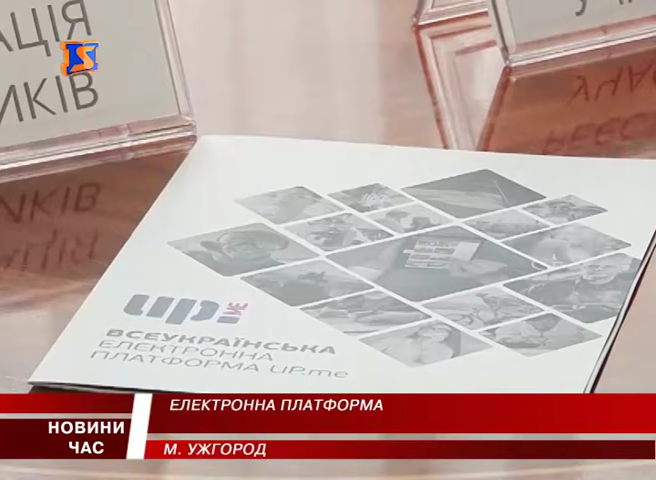 АЦІЯ
ИКІВ
up.me
ВСЕУКРАЇНСЬКА
ЕЛЕКТРОННА
ПЛАТФОРМА uP.me
ЕЛЕКТРОННА ПЛАТФОРМА
НОВИНИ
ЧАС
М. УЖГОРОД